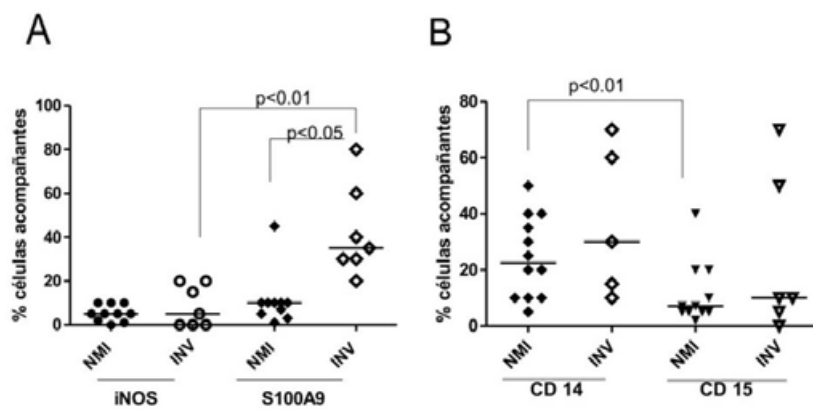 A
p<0.01
p<0.05
% células acompañantes
100
80
60
40
20
0
NMI INV NMI INV
iNOS S100A9
B
p<0.01
% células acompañantes
80
60
40
20
0
NMI INV NMI INV
CD 14 CD 15